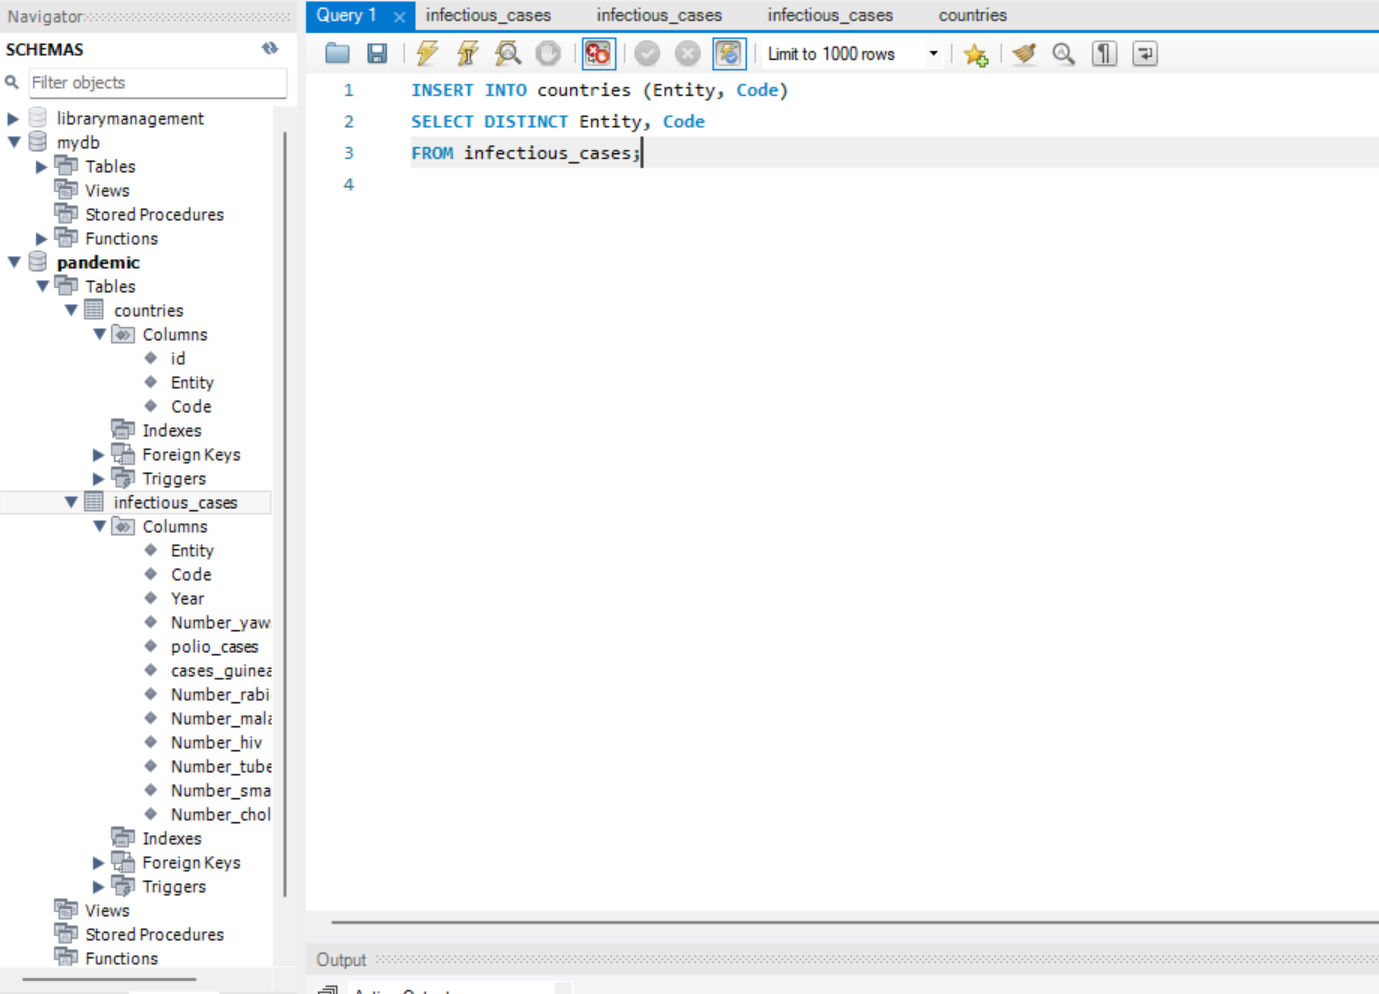 Navigator
SCHEMAS
Filter objects
librarymanagement
mydb
Tables
Views
Stored Procedures
Functions
pandemic
Tables
countries
Columns
id
Entity
Code
Indexes
Foreign Keys
Triggers
infectious_cases
Columns
Entity
Code
Year
Number_yaw
polio_cases
cases_guinea
Number_rabi
Number_mala
Number_hiv
Number_tube
Number_sma
Number_chol
Indexes
Foreign Keys
Triggers
Views
Stored Procedures
Functions
Query 1 infectious_cases infectious_cases infectious_cases countries
Limit to 1000 rows
1 INSERT INTO countries (Entity, Code)
2 SELECT DISTINCT Entity, Code
3 FROM infectious_cases;
4
Output